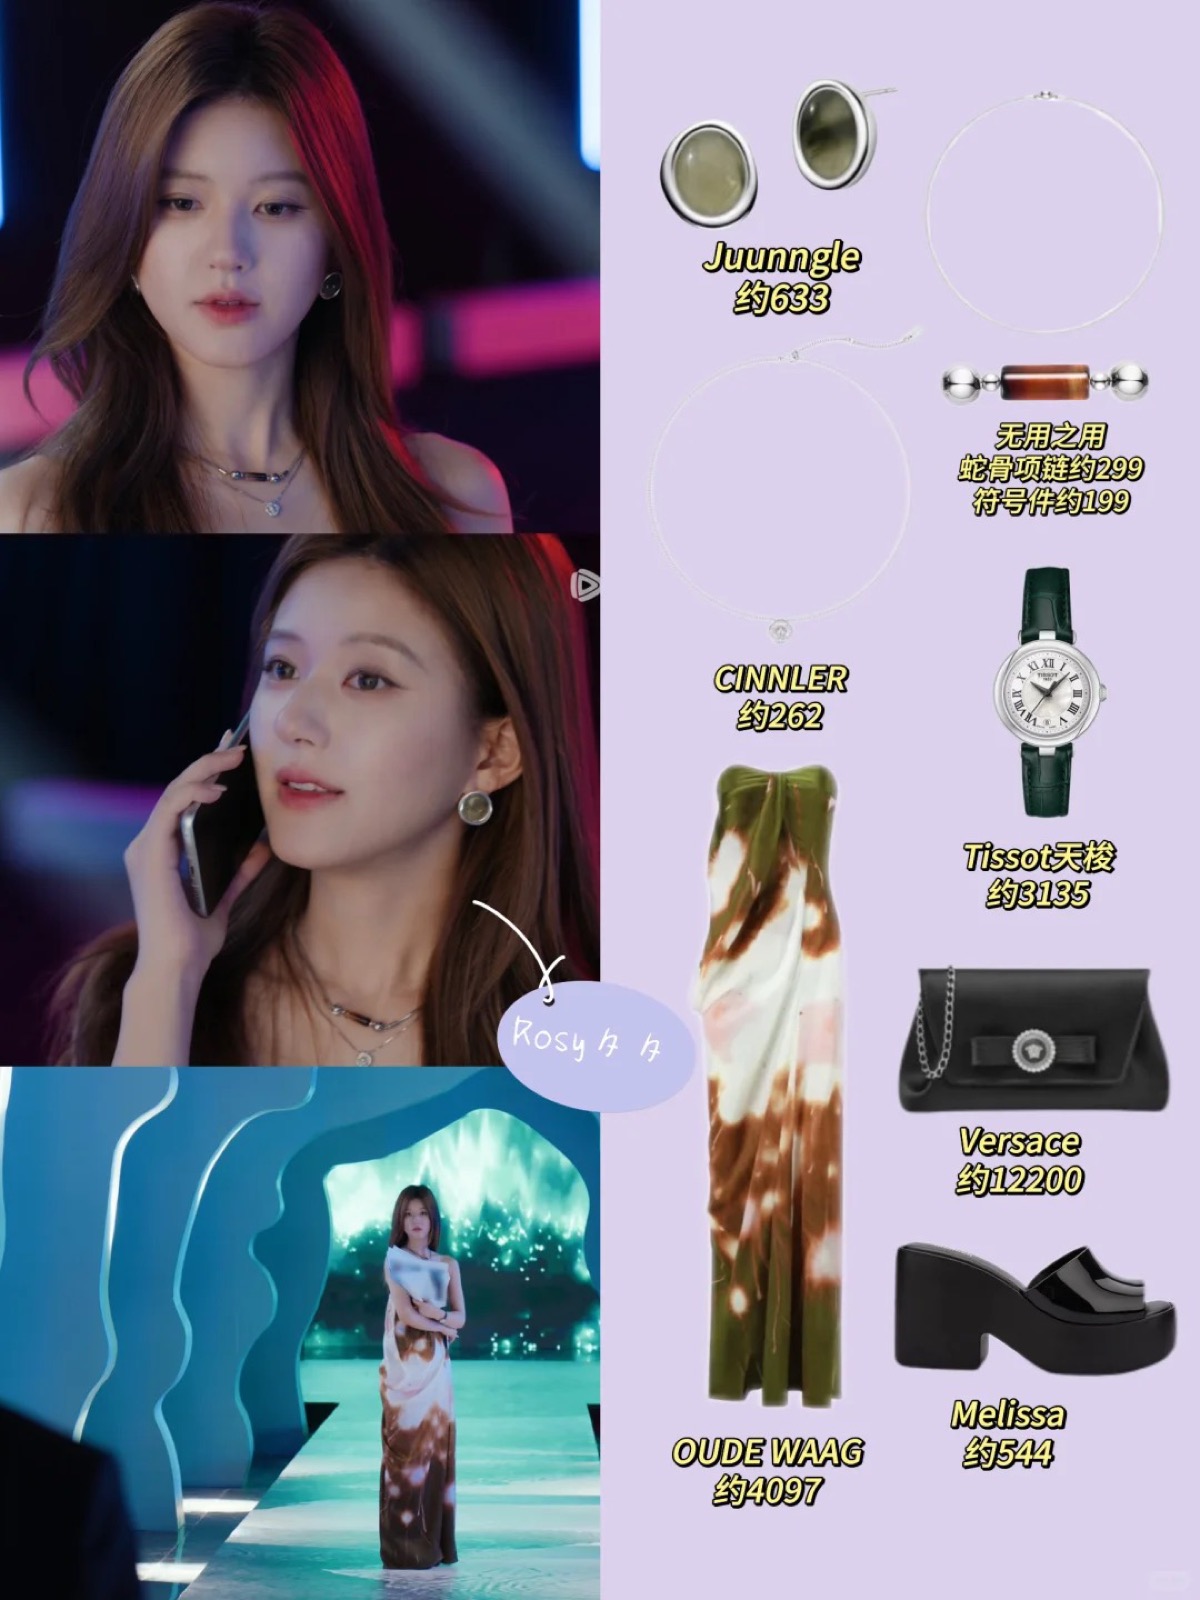 Juunngle
约633
无用之用
蛇骨项链约299
符号件约199
CINNLER
约262
TISSOT
Tissot天梭
约3135
Rosy夕夕
Versace
约12200
Melissa
约544
OUDE WAAG
约4097